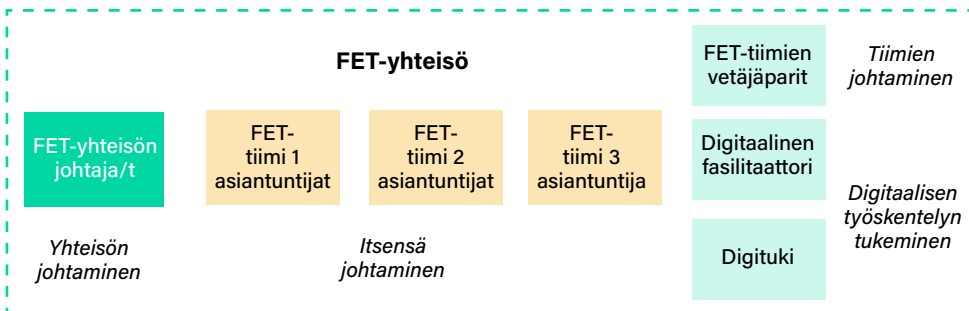 FET-yhteisö
FET-yhteisön
johtaja/t
Yhteisön
johtaminen
FET-
tiimi 1
asiantuntijat
FET-
tiimi 2
asiantuntijat
FET-
tiimi 3
asiantuntija
Itsensä
johtaminen
FET-tiimien
vetäjäparit
Tiimien
johtaminen
Digitaalinen
fasilitaattori
Digituki
Digitaalisen
työskentelyn
tukeminen